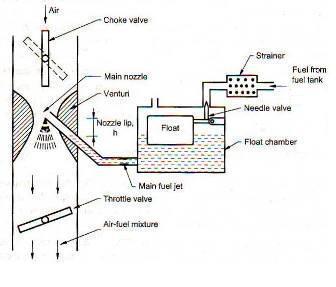 Air
Choke valve
Strainer
Main nozzle
Fuel from
fuel tank
Venturi
Needle valve
Nozzle lip,
h
Float
Float chamber
Main fuel jet
Throttle valve
Air-fuel mixture